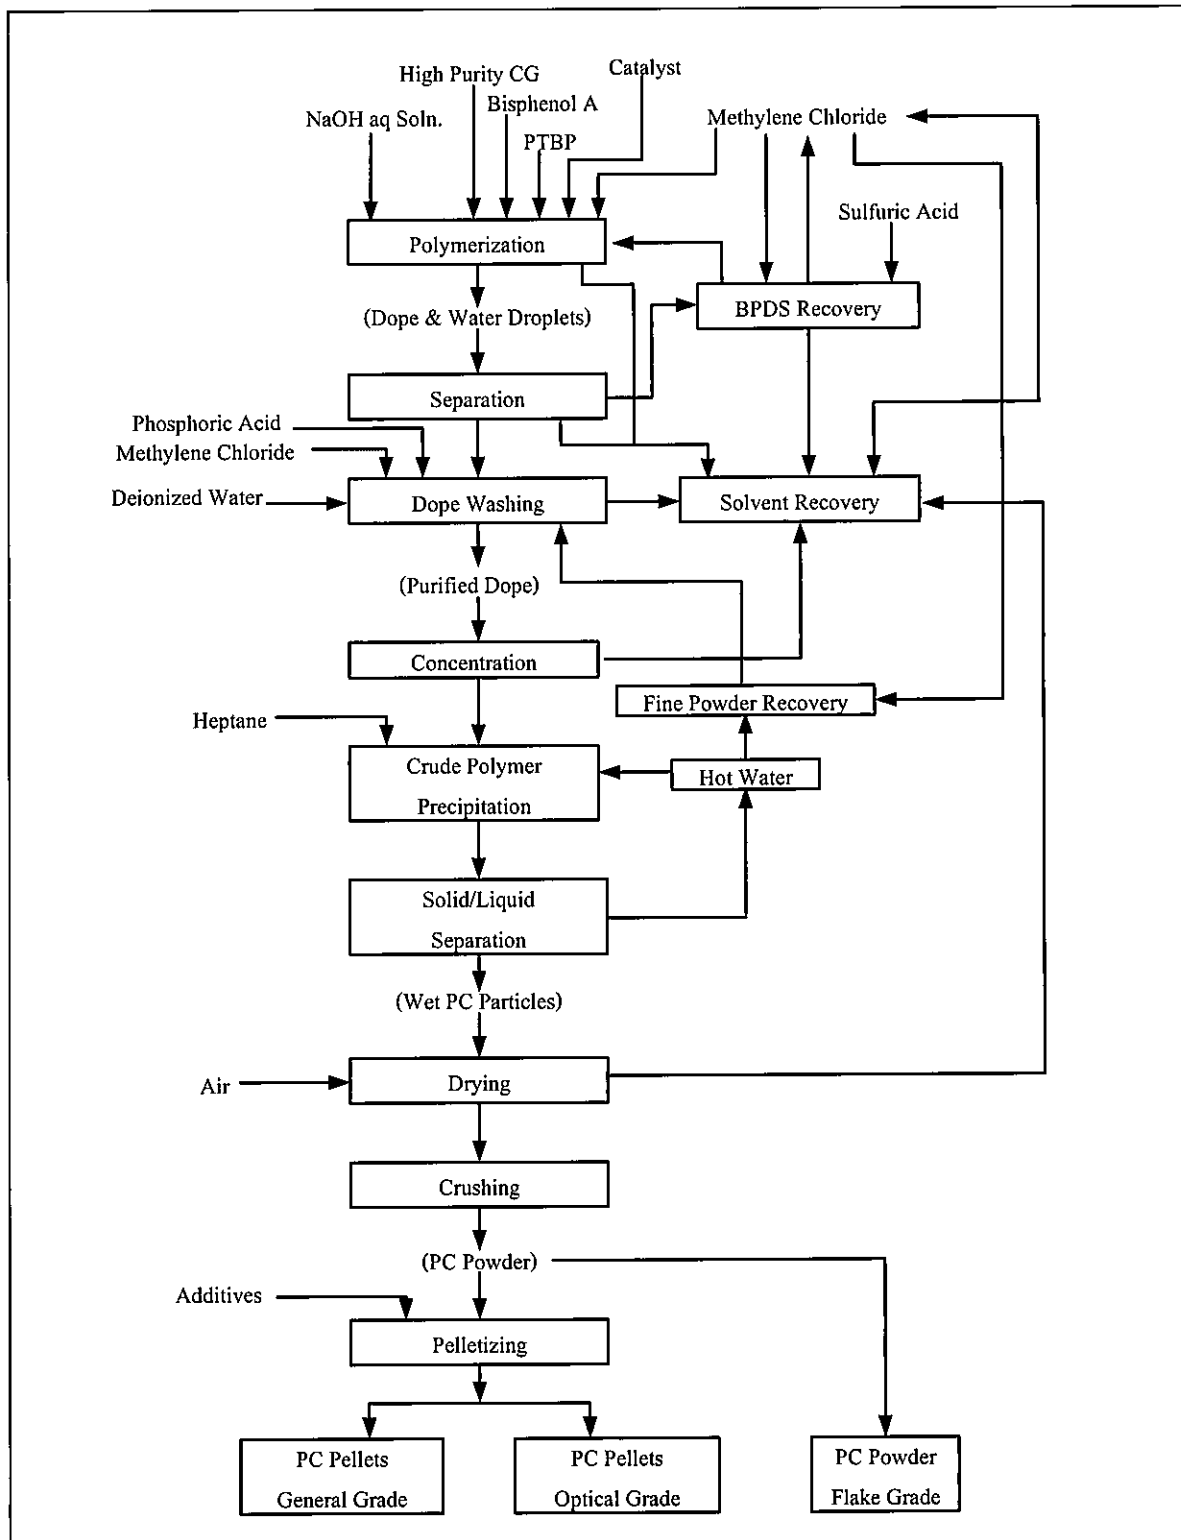 Catalyst
High Purity CG
Bisphenol A
NaOH aq Soln.
PTBP
Methylene Chloride
Sulfuric Acid
Polymerization
BPDS Recovery
(Dope & Water Droplets)
Separation
Phosphoric Acid
Methylene Chloride
Deionized Water
Dope Washing
Solvent Recovery
(Purified Dope)
Concentration
Fine Powder Recovery
Heptane
Crude Polymer
Precipitation
Hot Water
Solid/Liquid
Separation
(Wet PC Particles)
Air
Drying
Crushing
(PC Powder)
Additives
Pelletizing
PC Pellets
General Grade
PC Pellets
Optical Grade
PC Powder
Flake Grade